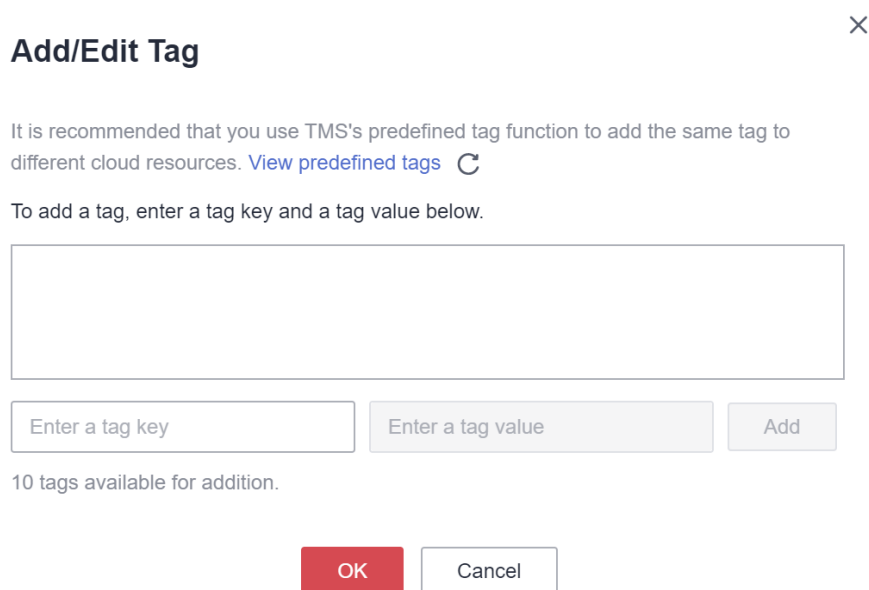 Add/Edit Tag
It is recommended that you use TMS's predefined tag function to add the same tag to
different cloud resources. View predefined tags
To add a tag, enter a tag key and a tag value below.
Enter a tag key Enter a tag value Add
10 tags available for addition.
OK Cancel